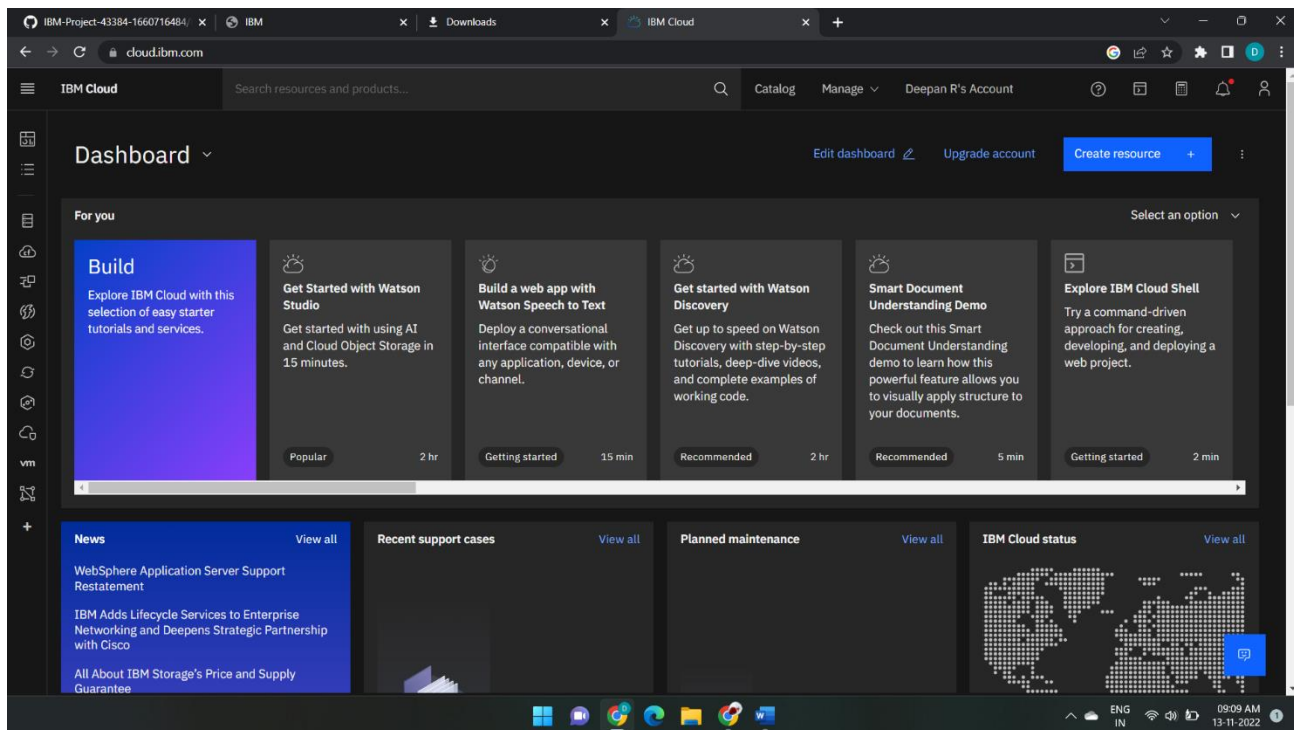 IBM-Project-43384-1660716484/
IBM
Downloads
IBM Cloud
cloud.ibm.com
D
IBM Cloud
Search resources and products...
Catalog
Manage
Deepan R's Account
Dashboard
Edit dashboard
Upgrade account
Create resource +
For you
Select an option
Build
Explore IBM Cloud with this
selection of easy starter
tutorials and services.
Get Started with Watson
Studio
Get started with using AI
and Cloud Object Storage in
15 minutes.
Popular
2 hr
Build a web app with
Watson Speech to Text
Deploy a conversational
interface compatible with
any application, device, or
channel.
Getting started
15 min
Get started with Watson
Discovery
Get up to speed on Watson
Discovery with step-by-step
tutorials, deep-dive videos,
and complete examples of
working code.
Recommended
2 hr
Smart Document
Understanding Demo
Check out this Smart
Document Understanding
demo to learn how this
powerful feature allows you
to visually apply structure to
your documents.
Recommended
5 min
Explore IBM Cloud Shell
Try a command-driven
approach for creating,
developing, and deploying a
web project.
Getting started
2 min
vm
News
View all
WebSphere Application Server Support
Restatement
IBM Adds Lifecycle Services to Enterprise
Networking and Deepens Strategic Partnership
with Cisco
All About IBM Storage's Price and Supply
Guarantee
Recent support cases
View all
Planned maintenance
View all
IBM Cloud status
View all
ENG
IN
09:09 AM
13-11-2022
1